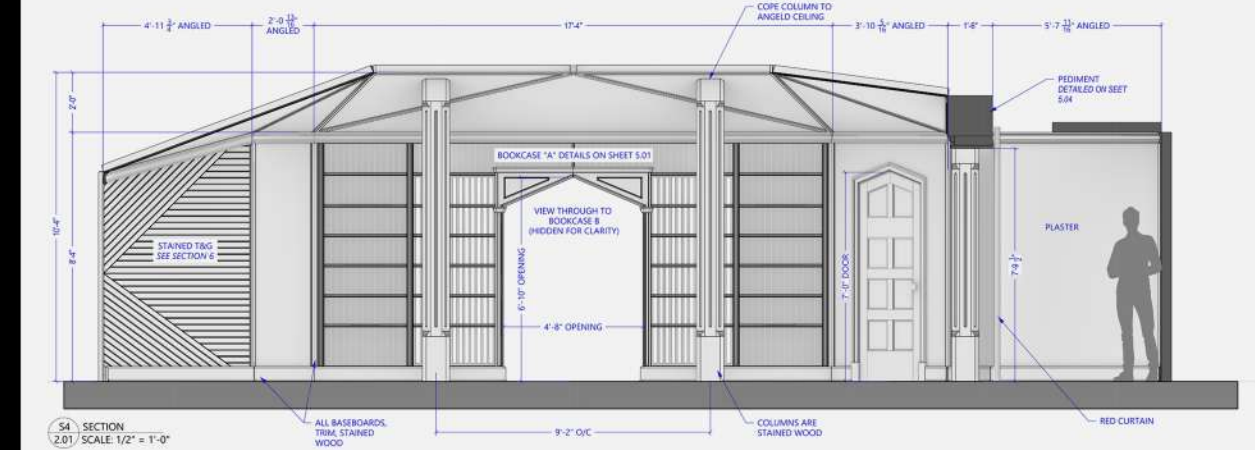 COPE COLUMN TO
ANGELD CEILING
4'-11 3/4" ANGLED
2'-0 13/16"
ANGLED
17'-4"
3'-10 5/16" ANGLED
1'-6"
5'-7 11/16" ANGLED
PEDIMENT
DETAILED ON SEET
5.04
2'-0"
BOOKCASE "A" DETAILS ON SHEET 5.01
VIEW THROUGH TO
BOOKCASE B
(HIDDEN FOR CLARITY)
PLASTER
STAINED T&G
SEE SECTION 6
10'-4"
8'-4"
6'-10" OPENING
7'-0" DOOR
4'-8" OPENING
S4 SECTION
2.01 SCALE: 1/2" = 1'-0"
ALL BASEBOARDS,
TRIM, STAINED
WOOD
9'-2" O/C
COLUMNS ARE
STAINED WOOD
RED CURTAIN